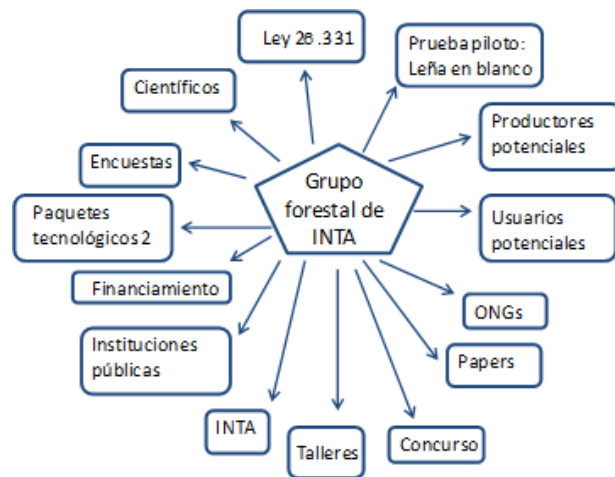 Ley 26.331
Prueba piloto:
Leña en blanco
Científicos
Productores
potenciales
Encuestas
Grupo
forestal de
INTA
Paquetes
tecnológicos 2
Usuarios
potenciales
Financiamiento
ONGs
Instituciones
públicas
Papers
INTA
Talleres
Concurso